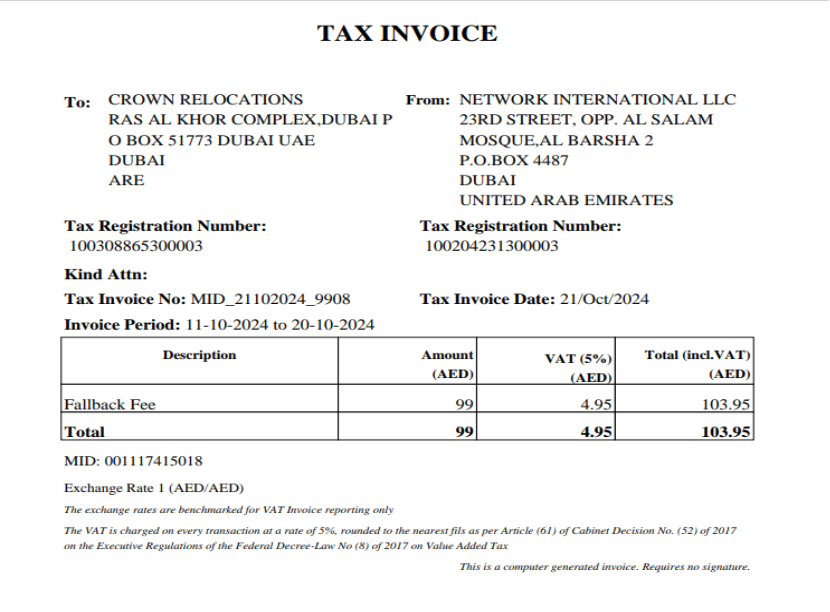 TAX INVOICE
To: CROWN RELOCATIONS
RAS AL KHOR COMPLEX,DUBAI P
O BOX 51773 DUBAI UAE
DUBAI
ARE
From: NETWORK INTERNATIONAL LLC
23RD STREET, OPP. AL SALAM
MOSQUE,AL BARSHA 2
P.O.BOX 4487
DUBAI
UNITED ARAB EMIRATES
Tax Registration Number:
100308865300003
Tax Registration Number:
100204231300003
Kind Attn:
Tax Invoice No: MID_21102024_9908
Tax Invoice Date: 21/Oct/2024
Invoice Period: 11-10-2024 to 20-10-2024
Description Amount (AED) VAT (5%) (AED) Total (incl.VAT) (AED)
Fallback Fee 99 4.95 103.95
Total 99 4.95 103.95
MID: 001117415018
Exchange Rate 1 (AED/AED)
The exchange rates are benchmarked for VAT Invoice reporting only
The VAT is charged on every transaction at a rate of 5%, rounded to the nearest fils as per Article (61) of Cabinet Decision No. (52) of 2017
on the Executive Regulations of the Federal Decree-Law No (8) of 2017 on Value Added Tax
This is a computer generated invoice. Requires no signature.